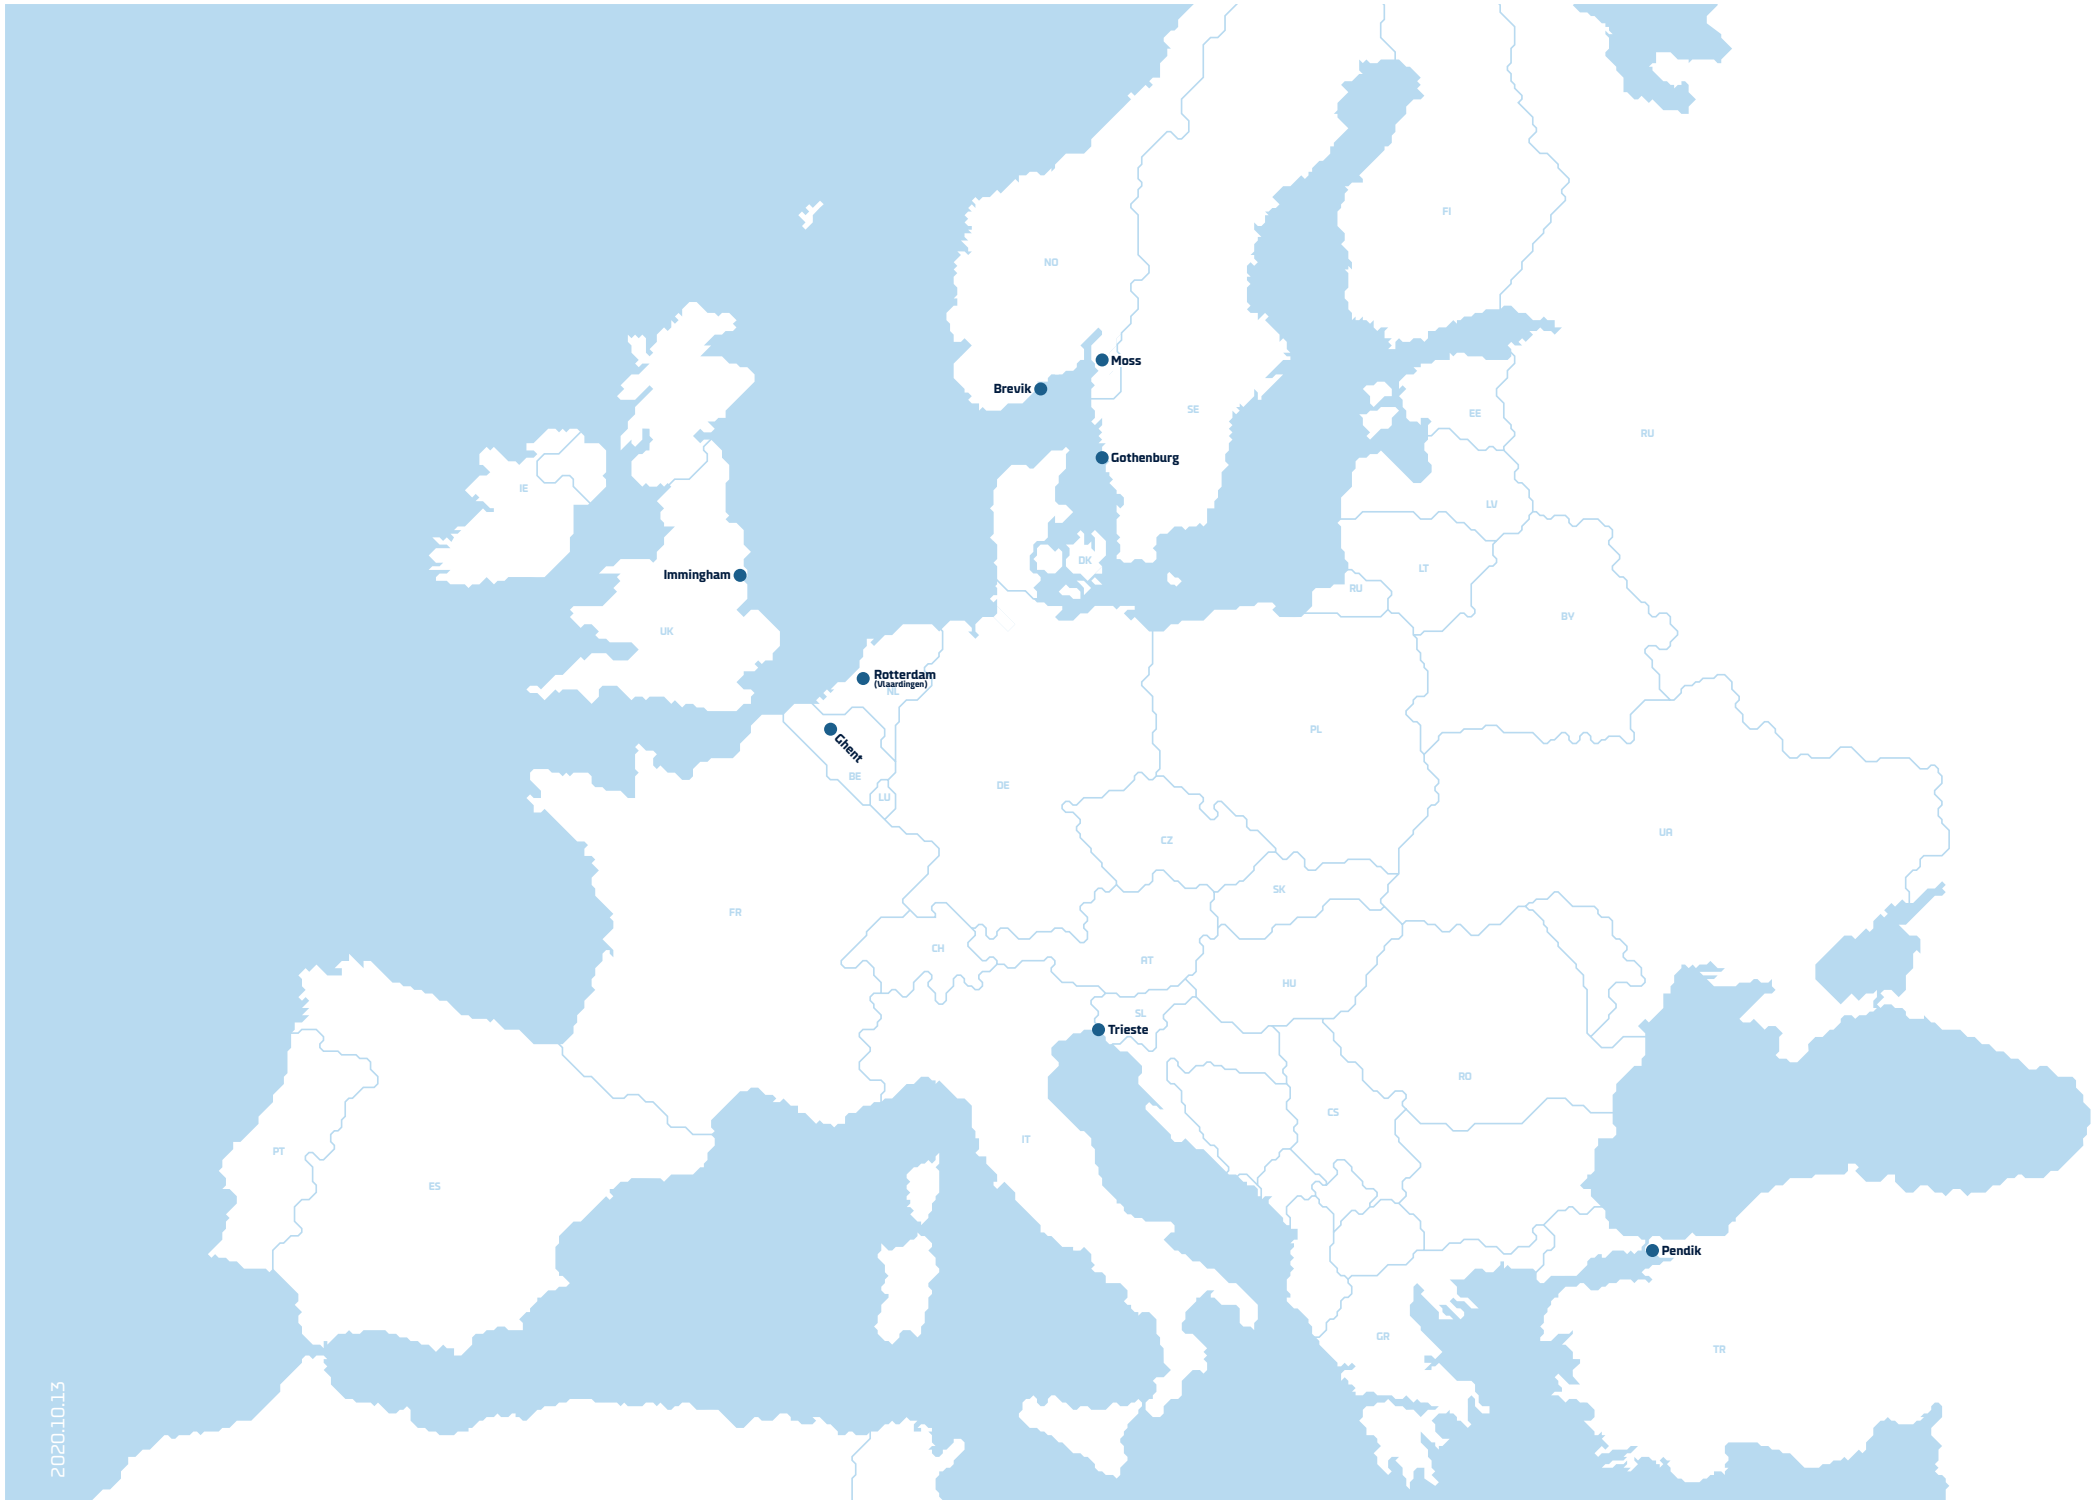 FI
NO
Moss
Brevik
SE
EE
RU
Gothenburg
IE
LV
DK
LT
Immingham
RU
BY
UK
Rotterdam
(Vlaardingen)
NL
Ghent
PL
BE
DE
LU
UA
CZ
SK
FR
CH
AT
HU
SL
Trieste
RO
CS
IT
PT
ES
Pendik
GR
TR
2020.10.13